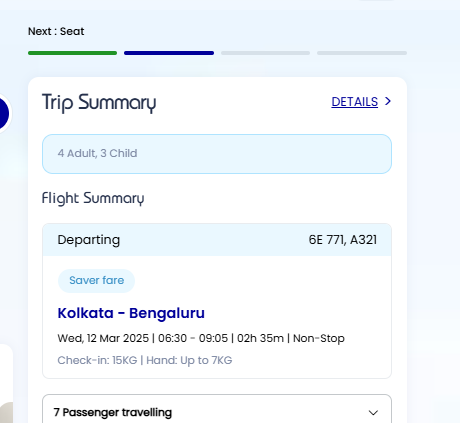 Next : Seat
Trip Summary
DETAILS
4 Adult, 3 Child
Flight Summary
Departing
6E 771, A321
Saver fare
Kolkata - Bengaluru
Wed, 12 Mar 2025 | 06:30 - 09:05 | 02h 35m | Non-Stop
Check-in: 15KG | Hand: Up to 7KG
7 Passenger travelling